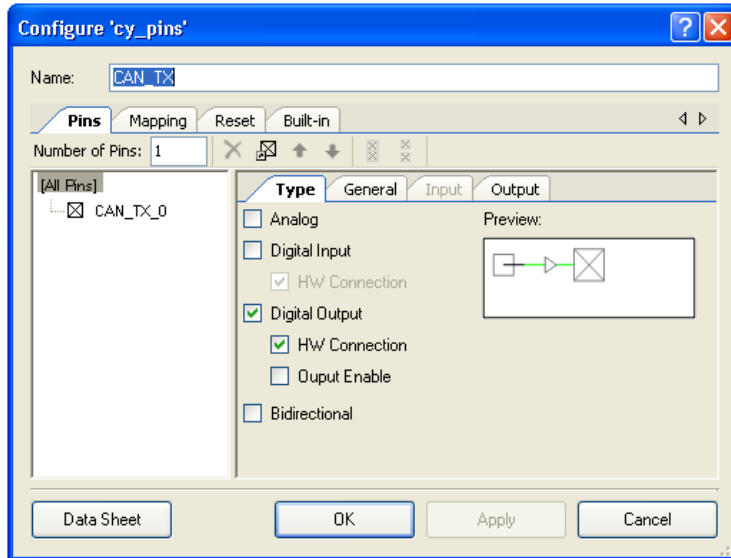 Configure 'cy_pins'
Name: CAN_TX
Pins Mapping Reset Built-in
Number of Pins: 1
[All Pins]
CAN_TX_0
Type General Input Output
Analog
Digital Input
HW Connection
Digital Output
HW Connection
Ouput Enable
Bidirectional
Preview:
Data Sheet OK Apply Cancel